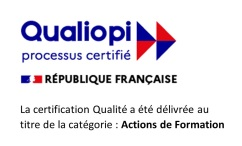 Qualiopi
processus certifié
RÉPUBLIQUE FRANÇAISE
La certification Qualité a été délivrée au
titre de la catégorie : Actions de Formation